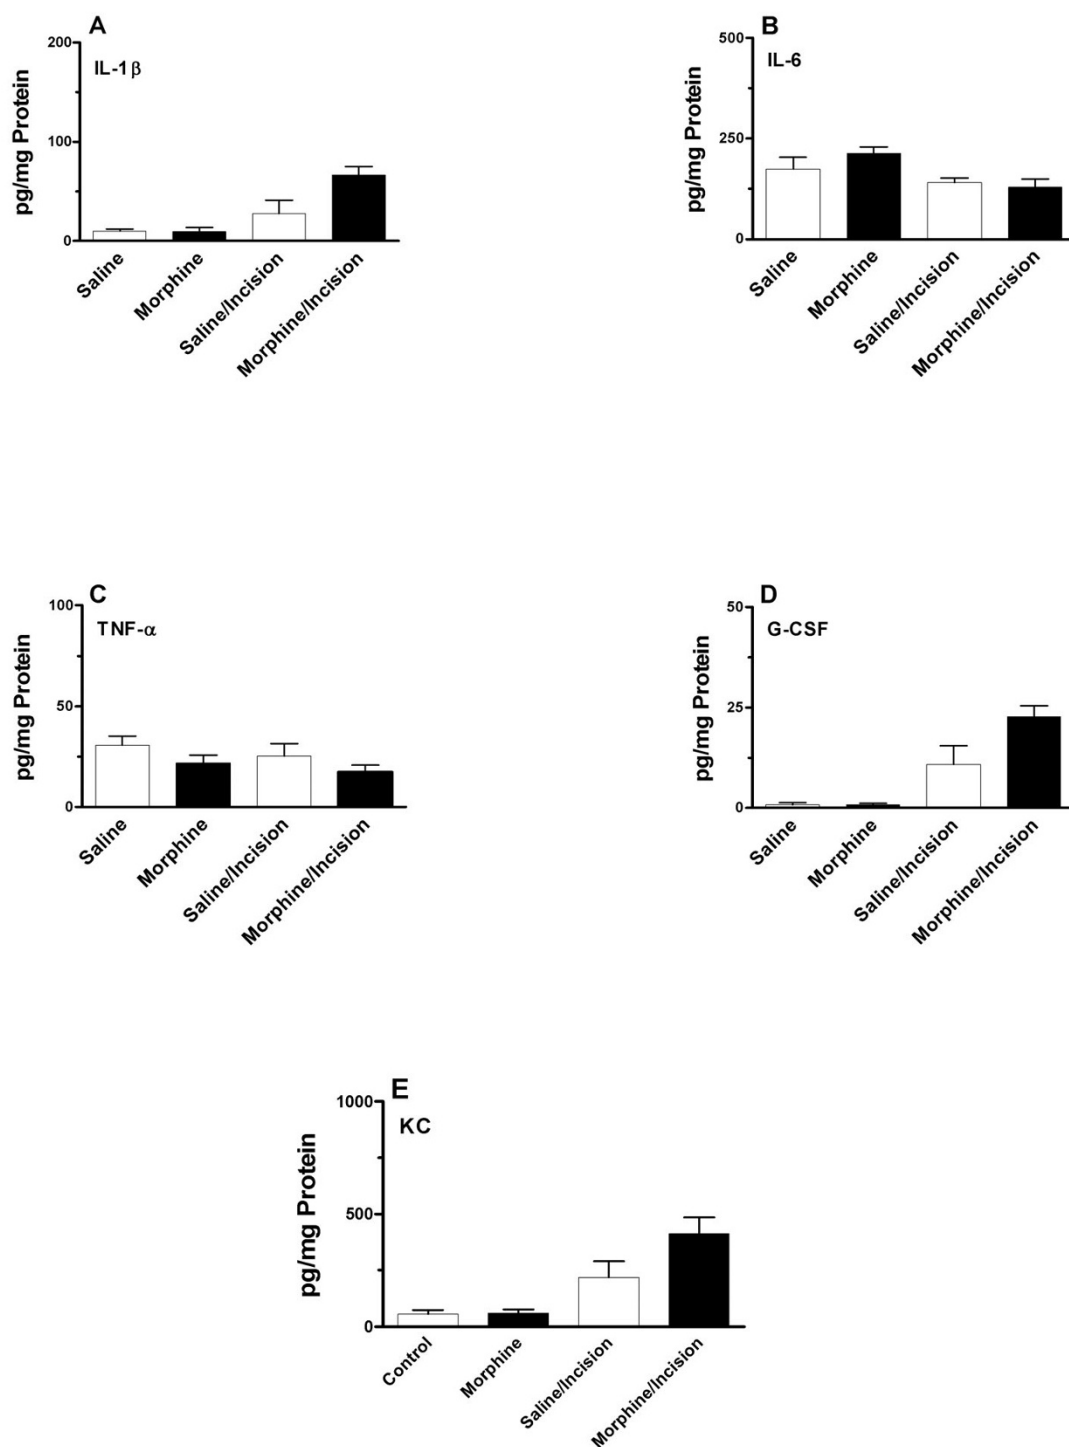 A
IL-1β
pg/mg Protein
200
100
0
Saline
Morphine
Saline/Incision
Morphine/Incision
B
IL-6
pg/mg Protein
500
250
0
Saline
Morphine
Saline/Incision
Morphine/Incision
C
TNF-α
pg/mg Protein
100
50
0
Saline
Morphine
Saline/Incision
Morphine/Incision
D
G-CSF
pg/mg Protein
50
25
0
Saline
Morphine
Saline/Incision
Morphine/Incision
E
KC
pg/mg Protein
1000
500
0
Control
Morphine
Saline/Incision
Morphine/Incision